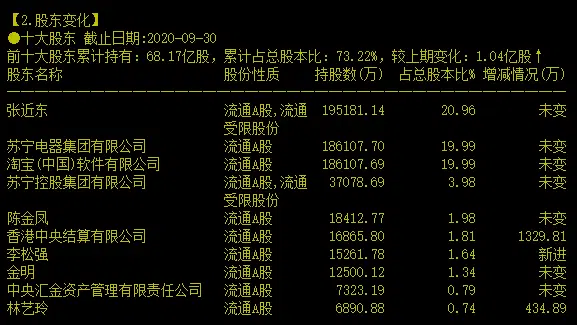 【2.股东变化】
●十大股东 截止日期:2020-09-30
前十大股东累计持有: 68.17亿股, 累计占总股本比: 73.22%, 较上期变化: 1.04亿股↑
股东名称 股份性质 持股数(万) 占总股本比% 增减情况(万)
张近东 流通A股,流通 195181.14 20.96 未变
受限股份
苏宁电器集团有限公司 流通A股 186107.70 19.99 未变
淘宝(中国)软件有限公司 流通A股 186107.69 19.99 未变
苏宁控股集团有限公司 流通A股,流通 37078.69 3.98 未变
受限股份
陈金凤 流通A股 18412.77 1.98 未变
香港中央结算有限公司 流通A股 16865.80 1.81 1329.81
李松强 流通A股 15261.78 1.64 新进
金明 流通A股 12500.12 1.34 未变
中央汇金资产管理有限责任公司 流通A股 7323.19 0.79 未变
林艺玲 流通A股 6890.88 0.74 434.89